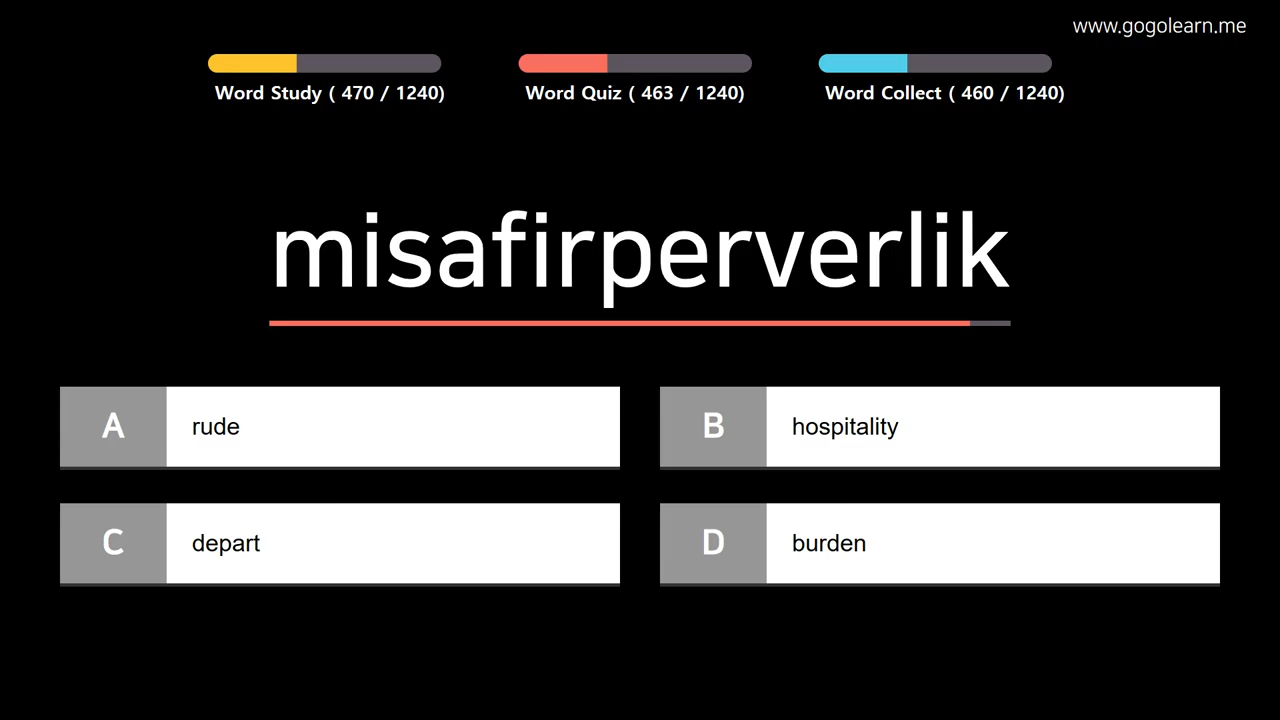 www.gogolearn.me
Word Study ( 470 / 1240)
Word Quiz ( 463 / 1240)
Word Collect ( 460 / 1240)
misafirperverlik
A rude
B hospitality
C depart
D burden